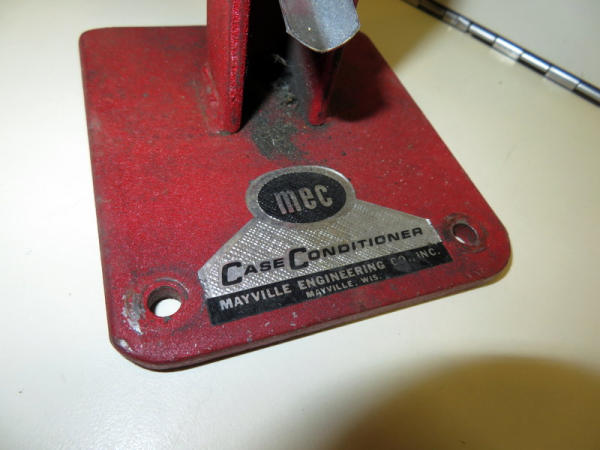 mec
CASE CONDITIONER
MAYVILLE ENGINEERING CO., INC.
MAYVILLE, WIS.